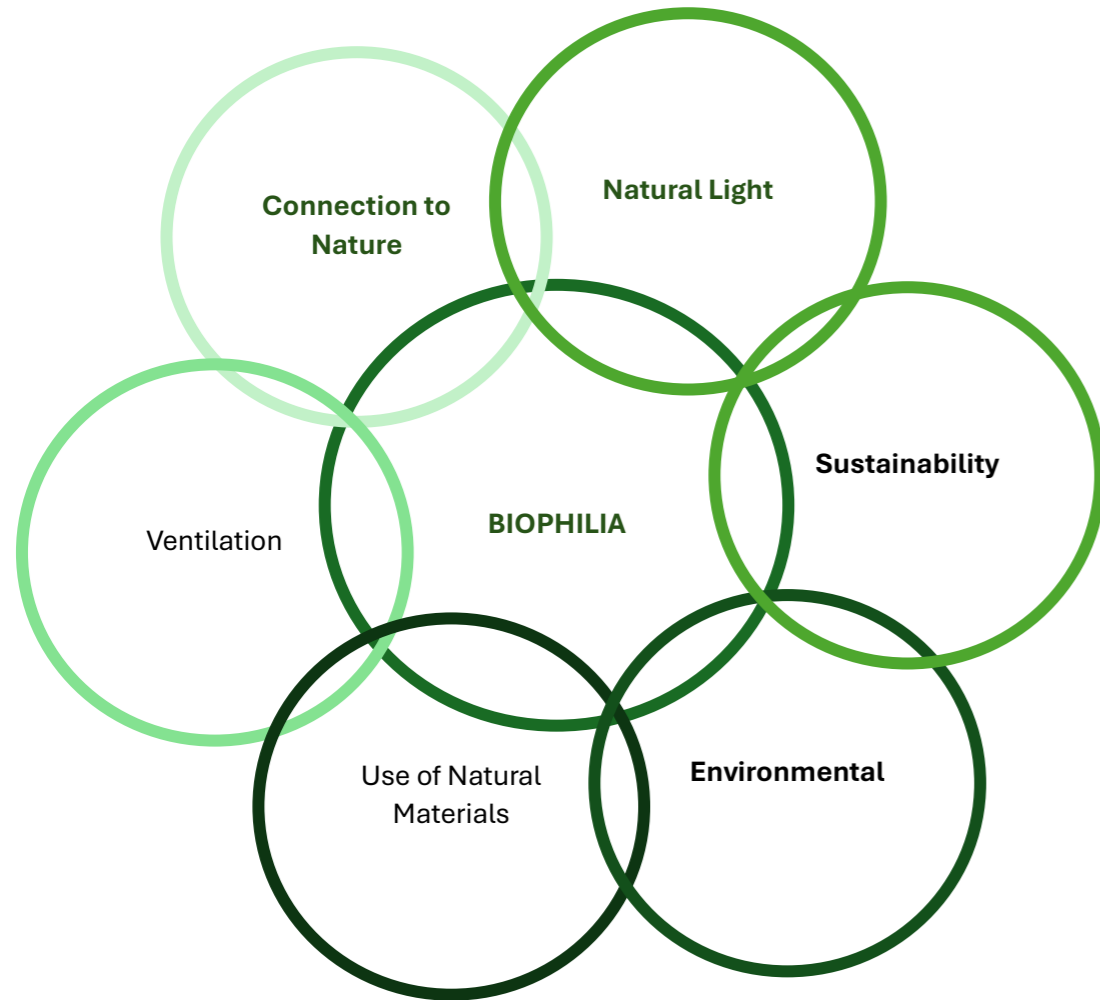 Natural Light
Connection to
Nature
Sustainability
BIOPHILIA
Ventilation
Environmental
Use of Natural
Materials